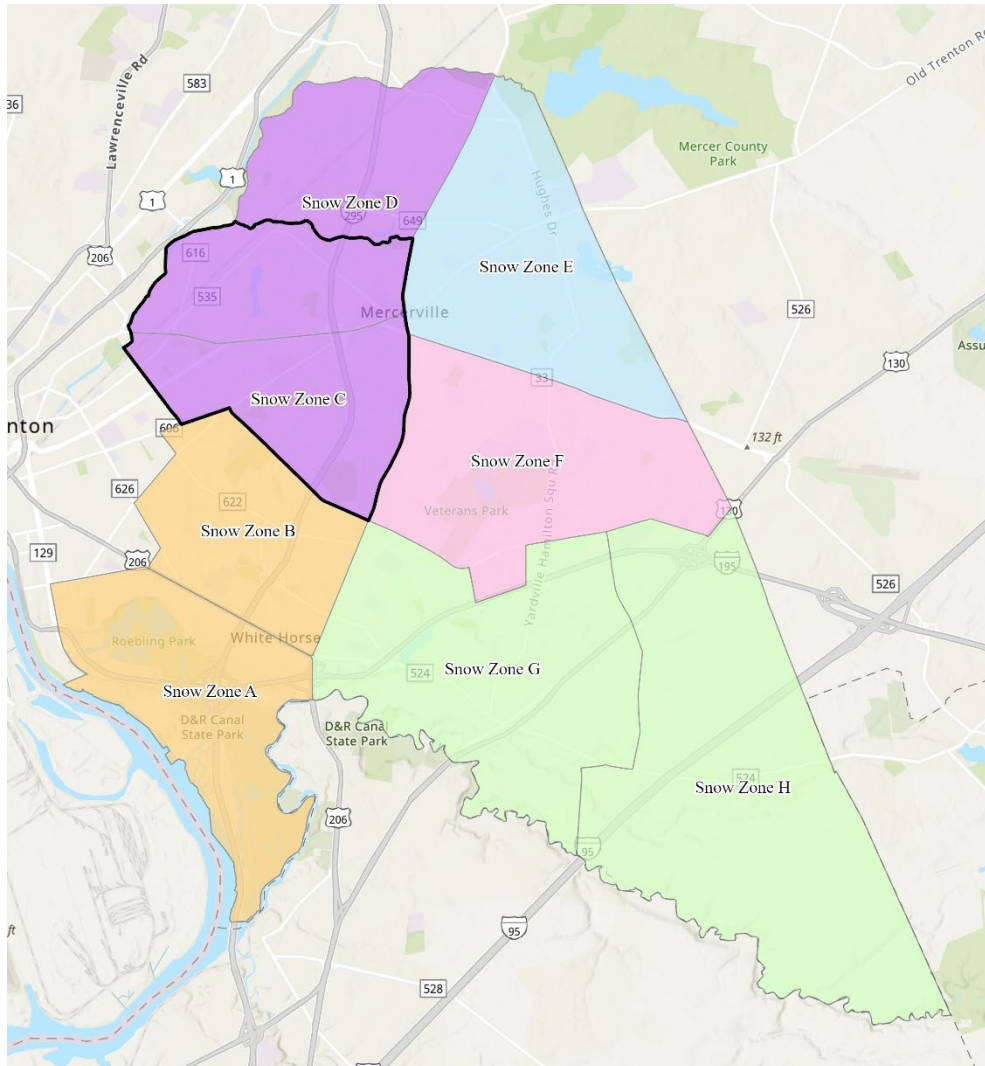 583
Old Trenton Rd
36
Lawrenceville Rd
Mercer County
Park
1
1
Snow Zone D
Hughes Dr
295
649
206
616
Snow Zone E
535
526
Mercerville
130
Assu
33
Snow Zone C
nton
606
132 ft
Snow Zone F
626
622
Veterans Park
130
Snow Zone B
129
206
195
526
Yardville Hamilton Squ Rd
Roebling Park
White Horse
524
Snow Zone G
Snow Zone A
D&R Canal
State Park
D&R Canal
State Park
524
Snow Zone H
206
95
ft
95
528